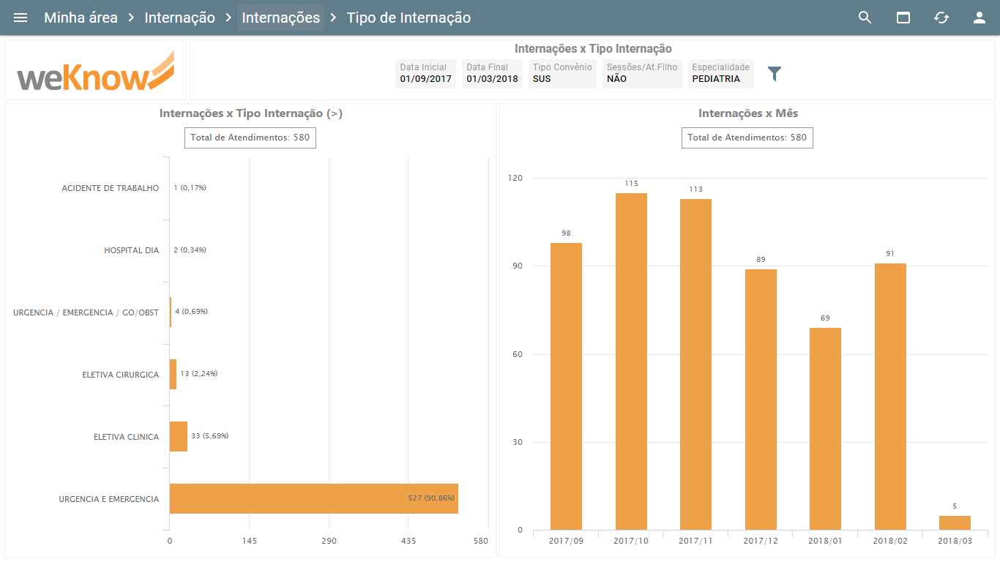 Minha área > Internação > Internações > Tipo de Internação
weKnow
Internações x Tipo Internação
Data Inicial Data Final Tipo Convênio Sessões/At.Filho Especialidade
01/09/2017 01/03/2018 SUS NÃO PEDIATRIA
Internações x Tipo Internação (>)
Total de Atendimentos: 580
ACIDENTE DE TRABALHO 1 (0,17%)
HOSPITAL DIA 2 (0,34%)
URGENCIA / EMERGENCIA / GO/OBST 4 (0,69%)
ELETIVA CIRURGICA 13 (2,24%)
ELETIVA CLINICA 33 (5,69%)
URGENCIA E EMERGENCIA 527 (90,86%)
0 145 290 435 580
Internações x Mês
Total de Atendimentos: 580
120
90
60
30
0
98 115 113 89 69 91 5
2017/09 2017/10 2017/11 2017/12 2018/01 2018/02 2018/03